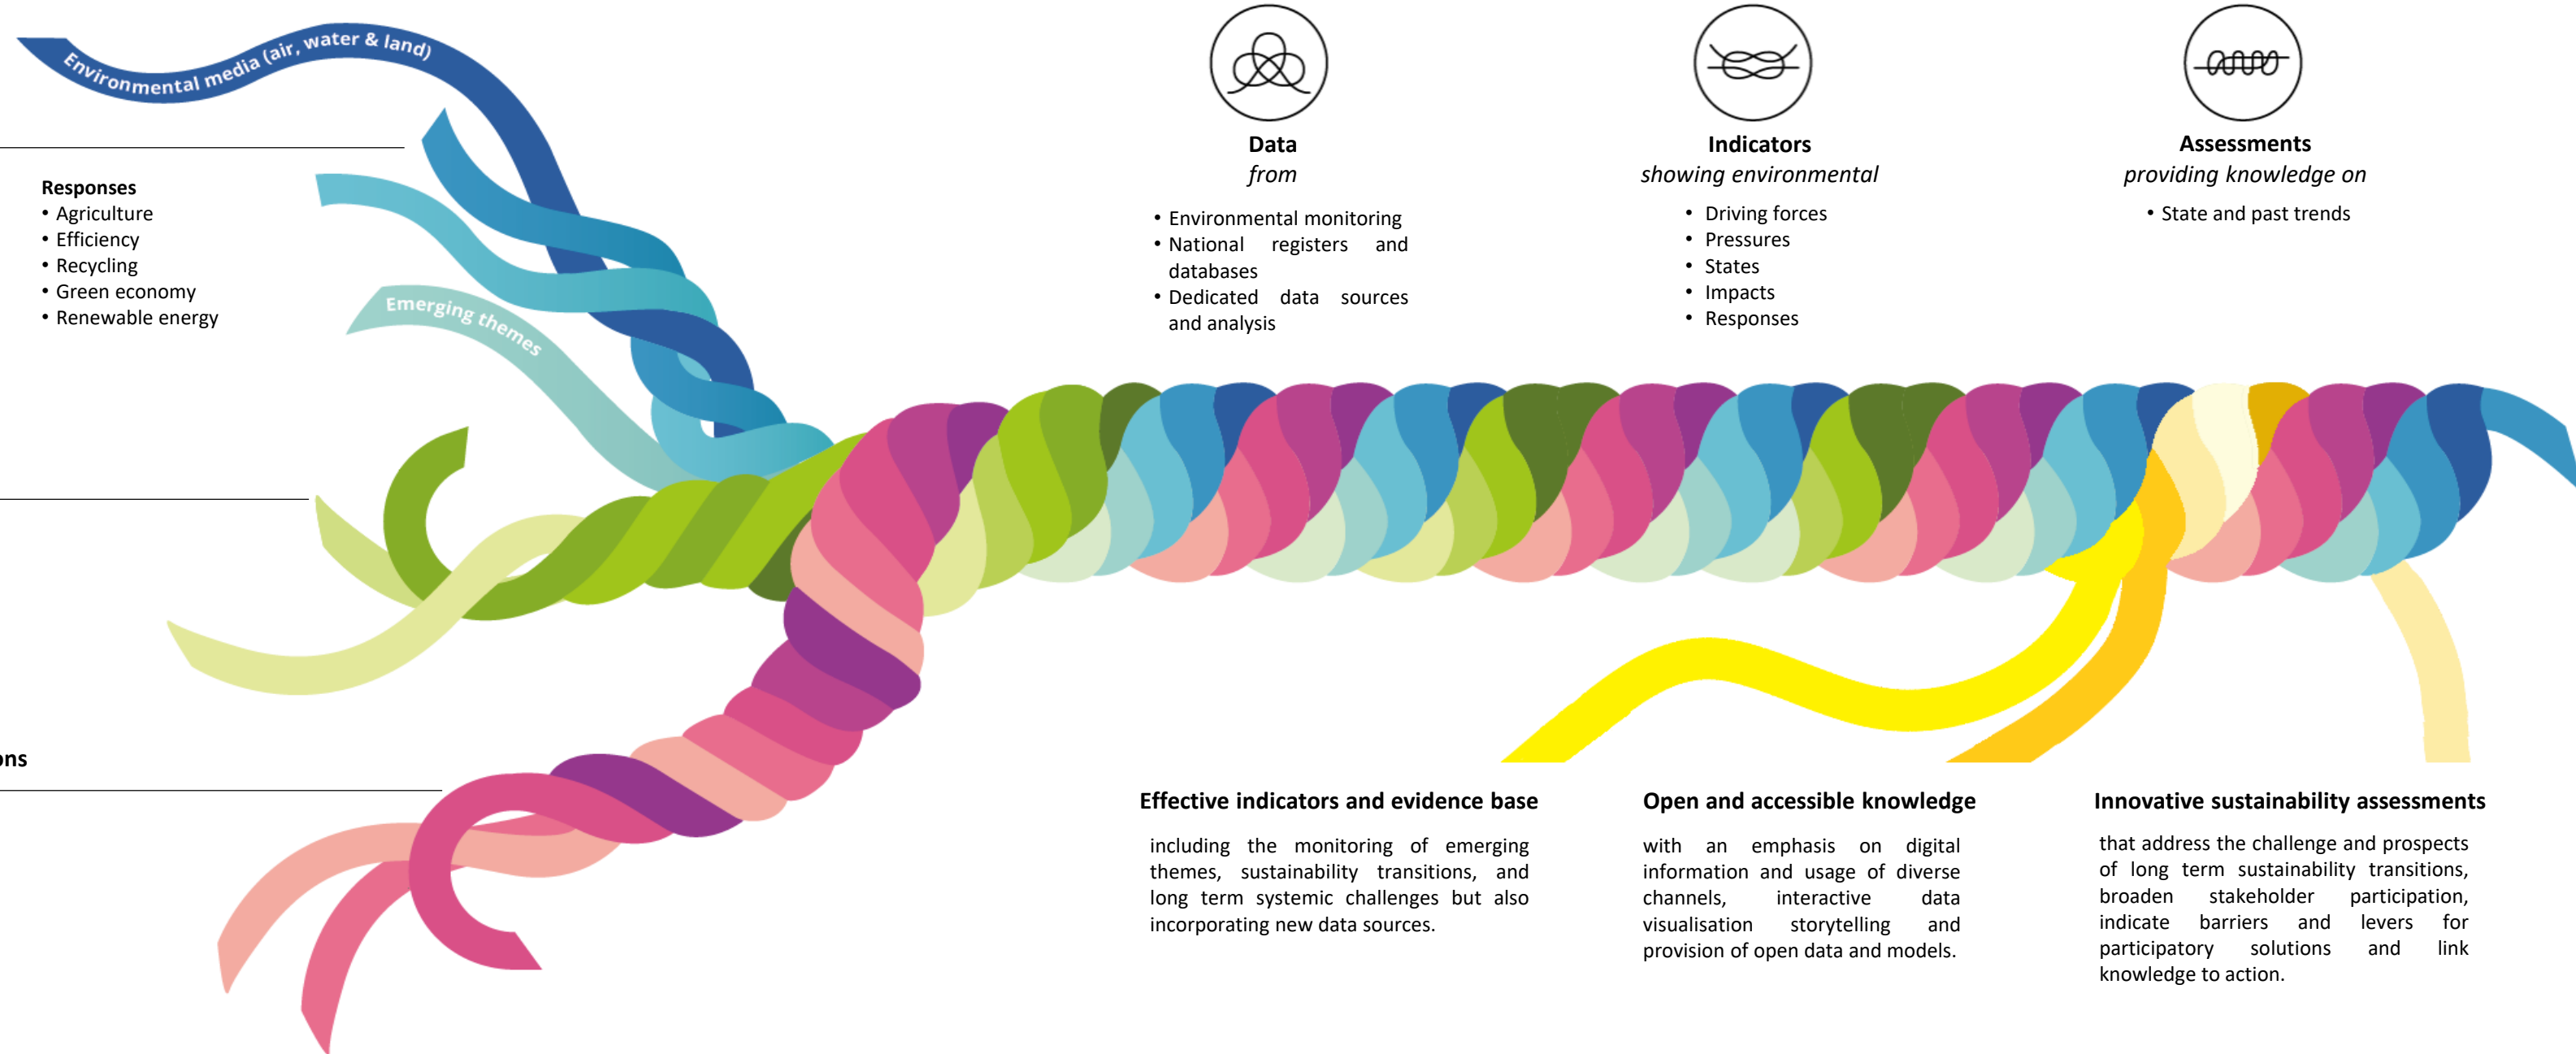 Environmental media (air, water & land)
Responses
• Agriculture
• Efficiency
• Recycling
• Green economy
• Renewable energy
Emerging themes
ons
Data
from
• Environmental monitoring
• National registers and
databases
• Dedicated data sources
and analysis
Indicators
showing environmental
• Driving forces
• Pressures
• States
• Impacts
• Responses
Assessments
providing knowledge on
• State and past trends
Effective indicators and evidence base
including the monitoring of emerging
themes, sustainability transitions, and
long term systemic challenges but also
incorporating new data sources.
Open and accessible knowledge
with an emphasis on digital
information and usage of diverse
channels, interactive data
visualisation storytelling and
provision of open data and models.
Innovative sustainability assessments
that address the challenge and prospects
of long term sustainability transitions,
broaden stakeholder participation,
indicate barriers and levers for
participatory solutions and link
knowledge to action.